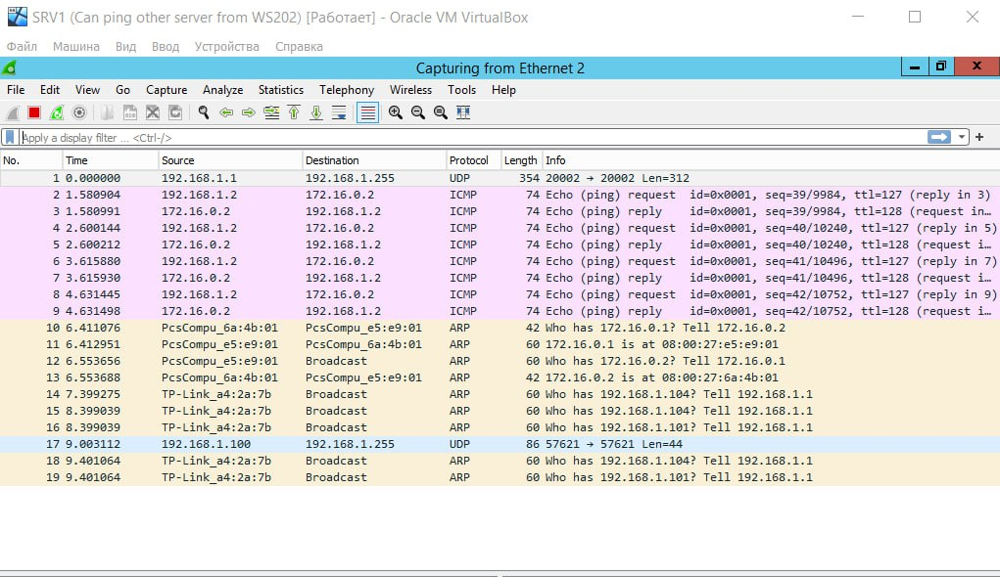 SRV1 (Can ping other server from WS202) [Работает] - Oracle VM VirtualBox
Файл Машина Вид Ввод Устройства Справка
Capturing from Ethernet 2
File Edit View Go Capture Analyze Statistics Telephony Wireless Tools Help
Apply a display filter ... <Ctrl-/>
No. Time Source Destination Protocol Length Info
1 0.000000 192.168.1.1 192.168.1.255 UDP 354 20002 → 20002 Len=312
2 1.580904 192.168.1.2 172.16.0.2 ICMP 74 Echo (ping) request id=0x0001, seq=39/9984, ttl=127 (reply in 3)
3 1.580991 172.16.0.2 192.168.1.2 ICMP 74 Echo (ping) reply id=0x0001, seq=39/9984, ttl=128 (request in…
4 2.600144 192.168.1.2 172.16.0.2 ICMP 74 Echo (ping) request id=0x0001, seq=40/10240, ttl=127 (reply in 5)
5 2.600212 172.16.0.2 192.168.1.2 ICMP 74 Echo (ping) reply id=0x0001, seq=40/10240, ttl=128 (request i…
6 3.615880 192.168.1.2 172.16.0.2 ICMP 74 Echo (ping) request id=0x0001, seq=41/10496, ttl=127 (reply in 7)
7 3.615930 172.16.0.2 192.168.1.2 ICMP 74 Echo (ping) reply id=0x0001, seq=41/10496, ttl=128 (request i…
8 4.631445 192.168.1.2 172.16.0.2 ICMP 74 Echo (ping) request id=0x0001, seq=42/10752, ttl=127 (reply in 9)
9 4.631498 172.16.0.2 192.168.1.2 ICMP 74 Echo (ping) reply id=0x0001, seq=42/10752, ttl=128 (request i…
10 6.411076 PcsCompu_6a:4b:01 PcsCompu_e5:e9:01 ARP 42 Who has 172.16.0.1? Tell 172.16.0.2
11 6.412951 PcsCompu_e5:e9:01 PcsCompu_6a:4b:01 ARP 60 172.16.0.1 is at 08:00:27:e5:e9:01
12 6.553656 PcsCompu_e5:e9:01 Broadcast ARP 60 Who has 172.16.0.2? Tell 172.16.0.1
13 6.553688 PcsCompu_6a:4b:01 PcsCompu_e5:e9:01 ARP 42 172.16.0.2 is at 08:00:27:6a:4b:01
14 7.399275 TP-Link_a4:2a:7b Broadcast ARP 60 Who has 192.168.1.104? Tell 192.168.1.1
15 8.399039 TP-Link_a4:2a:7b Broadcast ARP 60 Who has 192.168.1.104? Tell 192.168.1.1
16 8.399039 TP-Link_a4:2a:7b Broadcast ARP 60 Who has 192.168.1.101? Tell 192.168.1.1
17 9.003112 192.168.1.100 192.168.1.255 UDP 86 57621 → 57621 Len=44
18 9.401064 TP-Link_a4:2a:7b Broadcast ARP 60 Who has 192.168.1.104? Tell 192.168.1.1
19 9.401064 TP-Link_a4:2a:7b Broadcast ARP 60 Who has 192.168.1.101? Tell 192.168.1.1